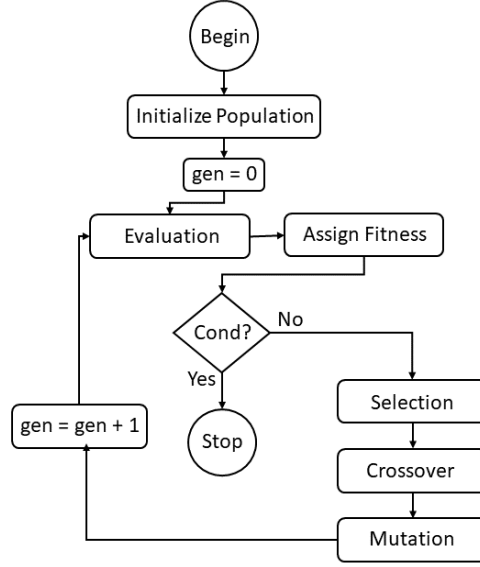 Begin
Initialize Population
gen = 0
Evaluation
Assign Fitness
Cond?
No
Yes
Selection
gen = gen + 1
Stop
Crossover
Mutation